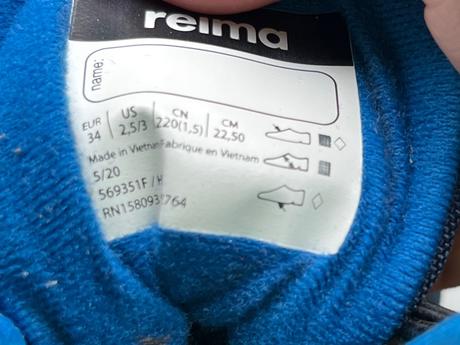 reima
name:
EUR US CN CM
34 2,5/3 220(1,5) 22,50
Made in Vietnam Fabrique en Vietnam
5/20
569351F / H